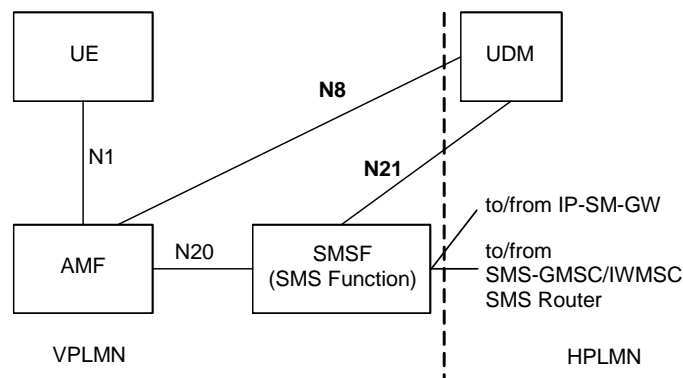 UE
UDM
N8
N1
N21
to/from IP-SM-GW
AMF
N20
SMSF
(SMS Function)
to/from
SMS-GMSC/IWMSC
SMS Router
VPLMN
HPLMN